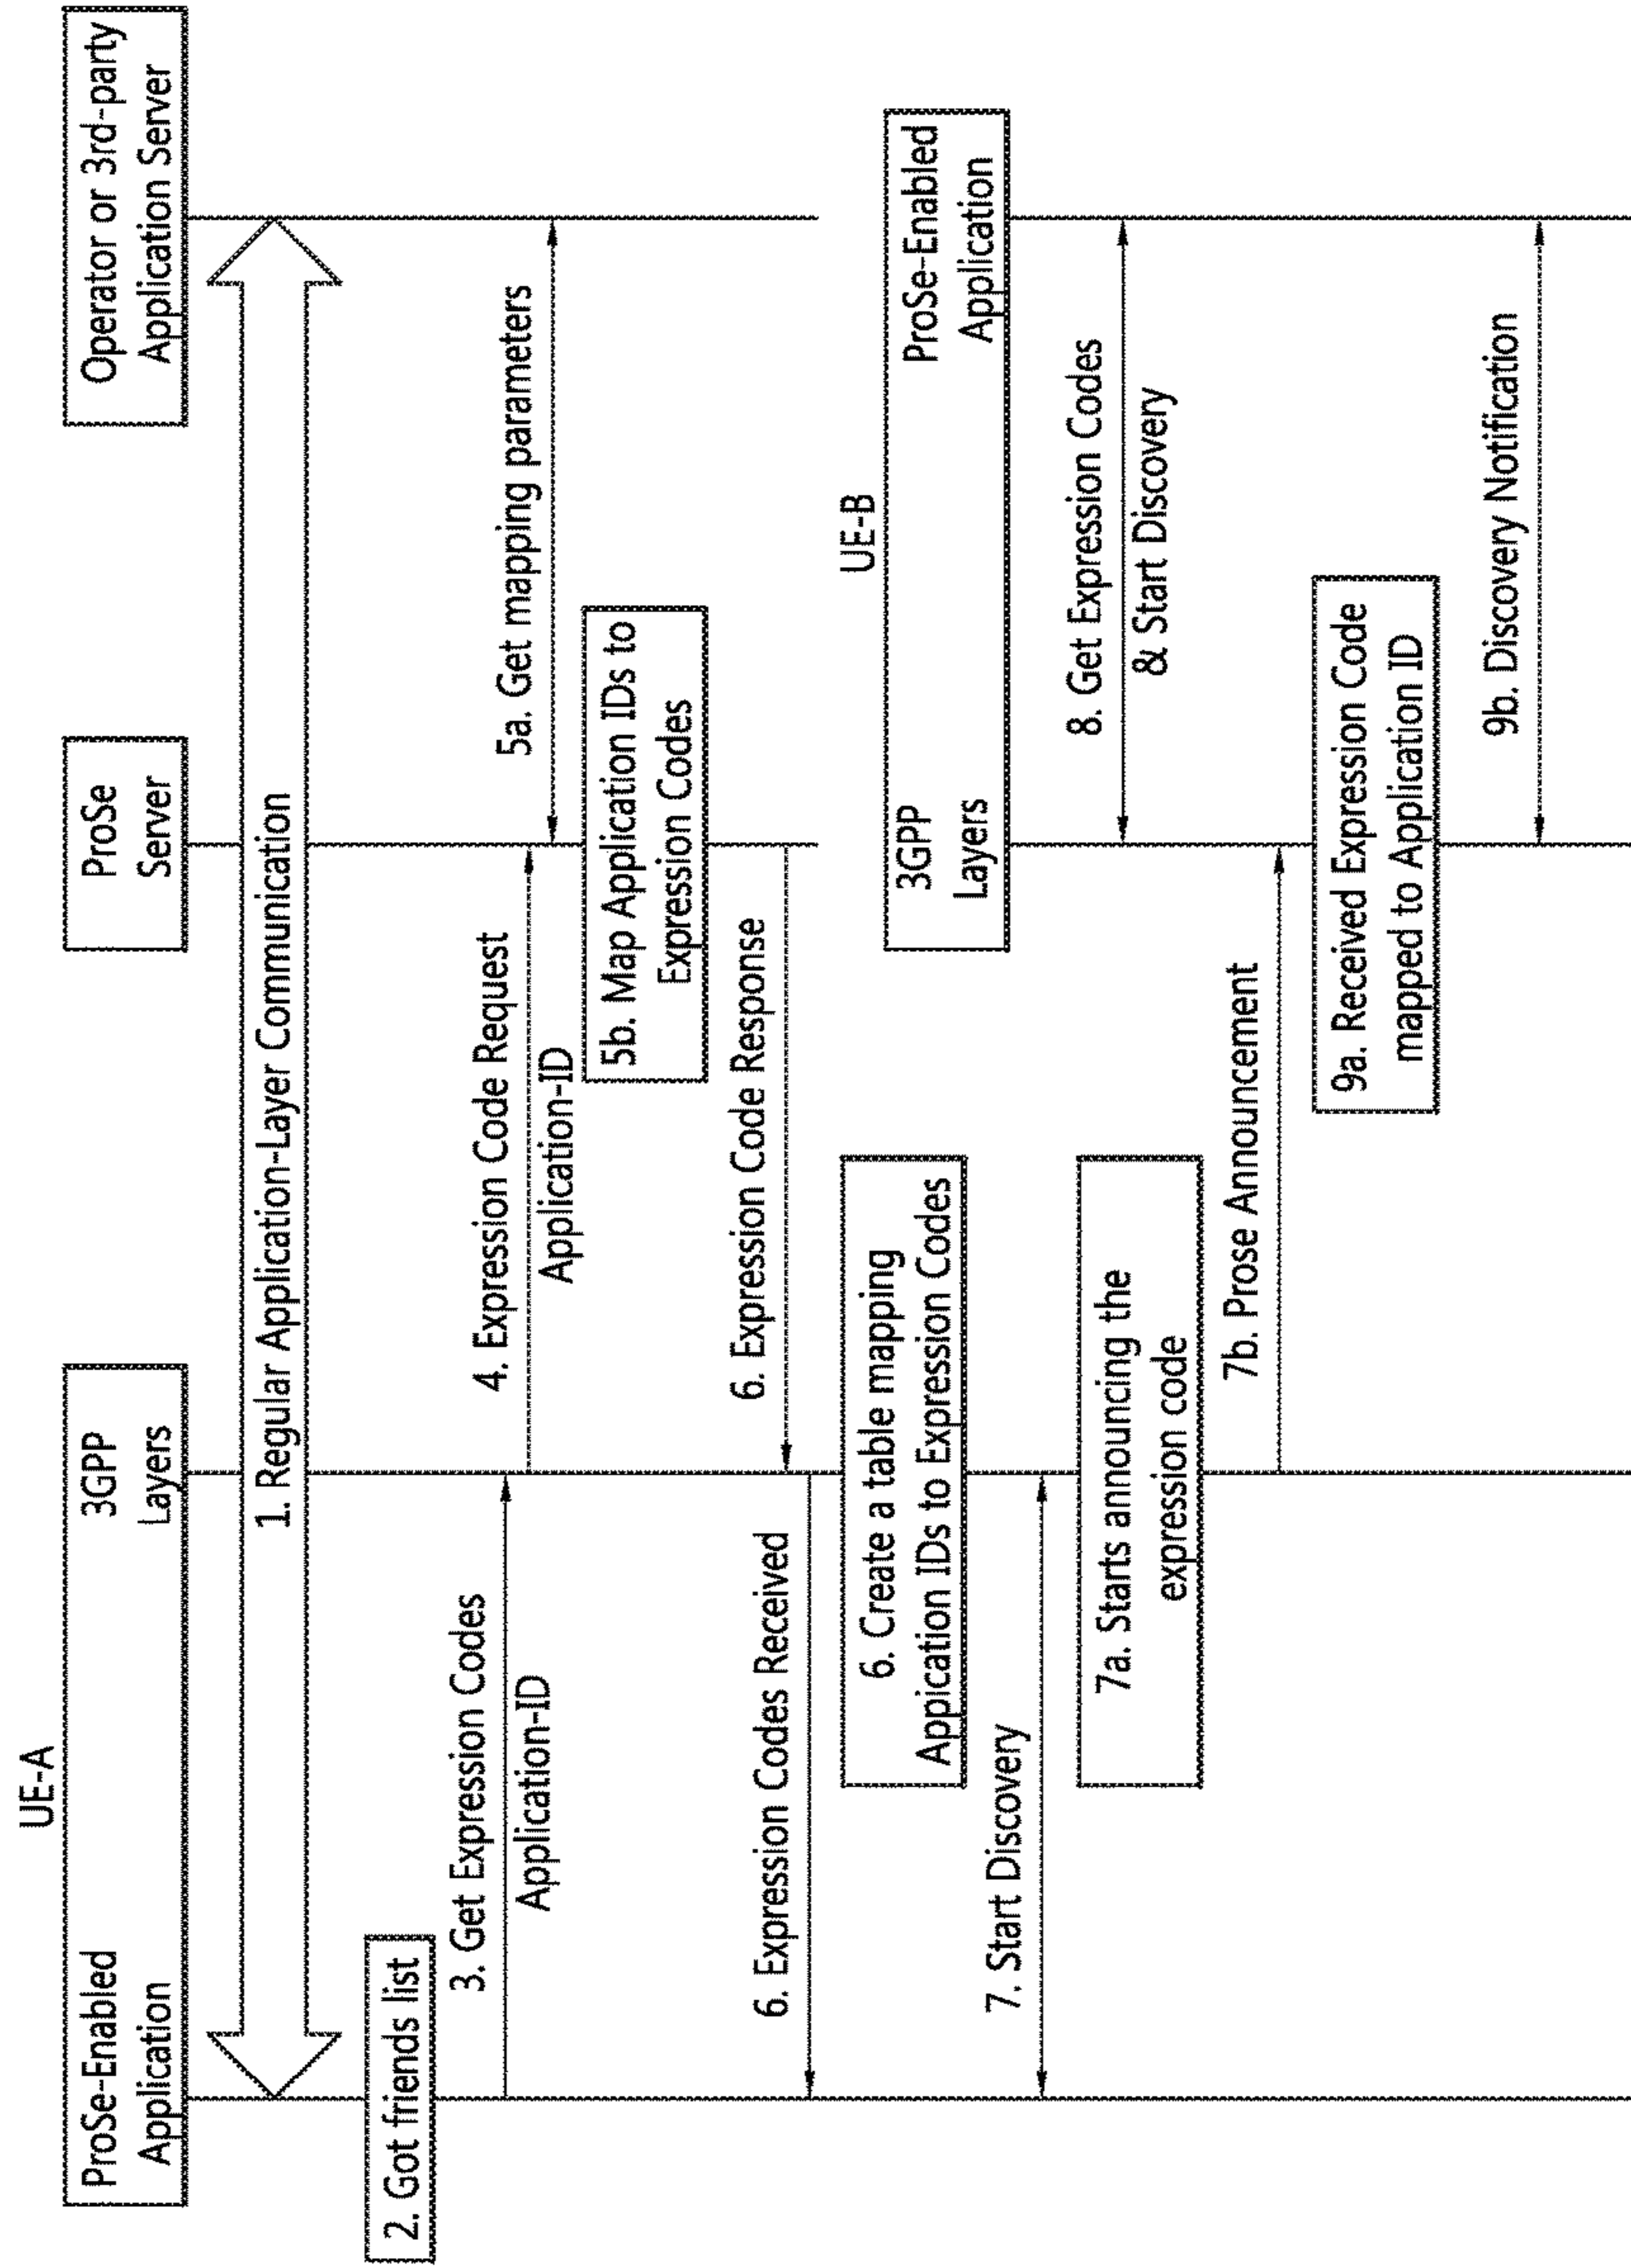 UE-A
ProSe-Enabled
Application
3GPP
Layers
ProSe
Server
Operator or 3rd-party
Application Server
1. Regular Application-Layer Communication
2. Got friends list
3. Get Expression Codes
Application-ID
4. Expression Code Request
Application-ID
5a. Get mapping parameters
5b. Map Application IDs to
Expression Codes
6. Expression Code Response
6. Expression Codes Received
6. Create a table mapping
Appication IDs to Expression Codes
UE-B
3GPP
Layers
ProSe-Enabled
Application
7. Start Discovery
8. Get Expression Codes
& Start Discovery
7a. Starts announcing the
expression code
7b. Prose Announcement
9a. Received Expression Code
mapped to Application ID
9b. Discovery Notification